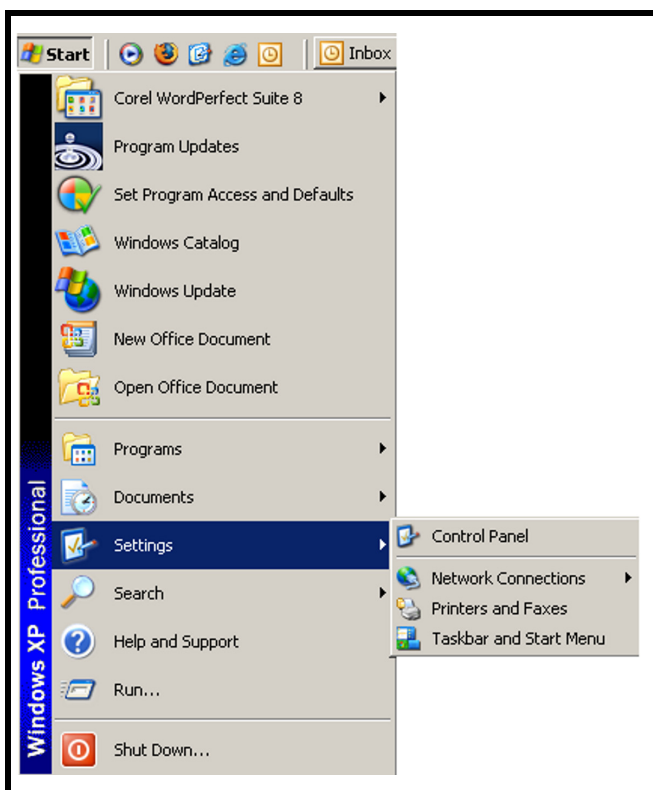 Start
Inbox
Corel WordPerfect Suite 8
Program Updates
Set Program Access and Defaults
Windows Catalog
Windows Update
New Office Document
Open Office Document
Programs
Documents
Settings
Search
Help and Support
Run...
Shut Down...
Windows XP Professional
Control Panel
Network Connections
Printers and Faxes
Taskbar and Start Menu